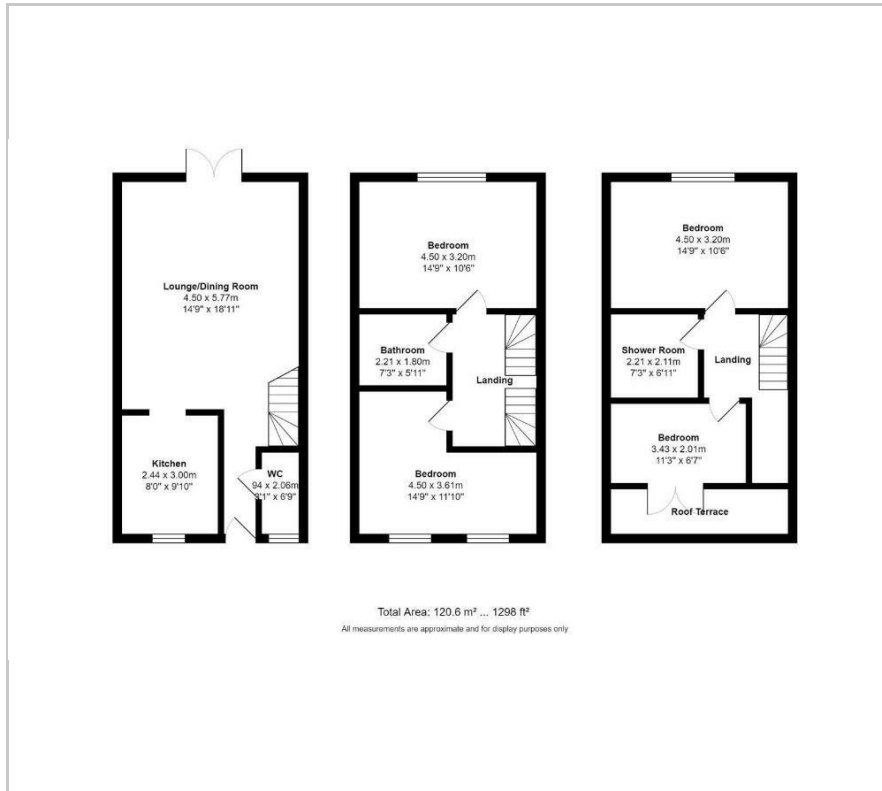 Lounge/Dining Room
4.50 x 5.77m
14'9" x 18'11"
Kitchen
2.44 x 3.00m
8'0" x 9'10"
WC
94 x 2.06m
3'1" x 6'9"
Bedroom
4.50 x 3.20m
14'9" x 10'6"
Bathroom
2.21 x 1.80m
7'3" x 5'11"
Landing
Bedroom
4.50 x 3.61m
14'9" x 11'10"
Bedroom
4.50 x 3.20m
14'9" x 10'6"
Shower Room
2.21 x 2.11m
7'3" x 6'11"
Landing
Bedroom
3.43 x 2.01m
11'3" x 6'7"
Roof Terrace
Total Area: 120.6 m² ... 1298 ft²
All measurements are approximate and for display purposes only